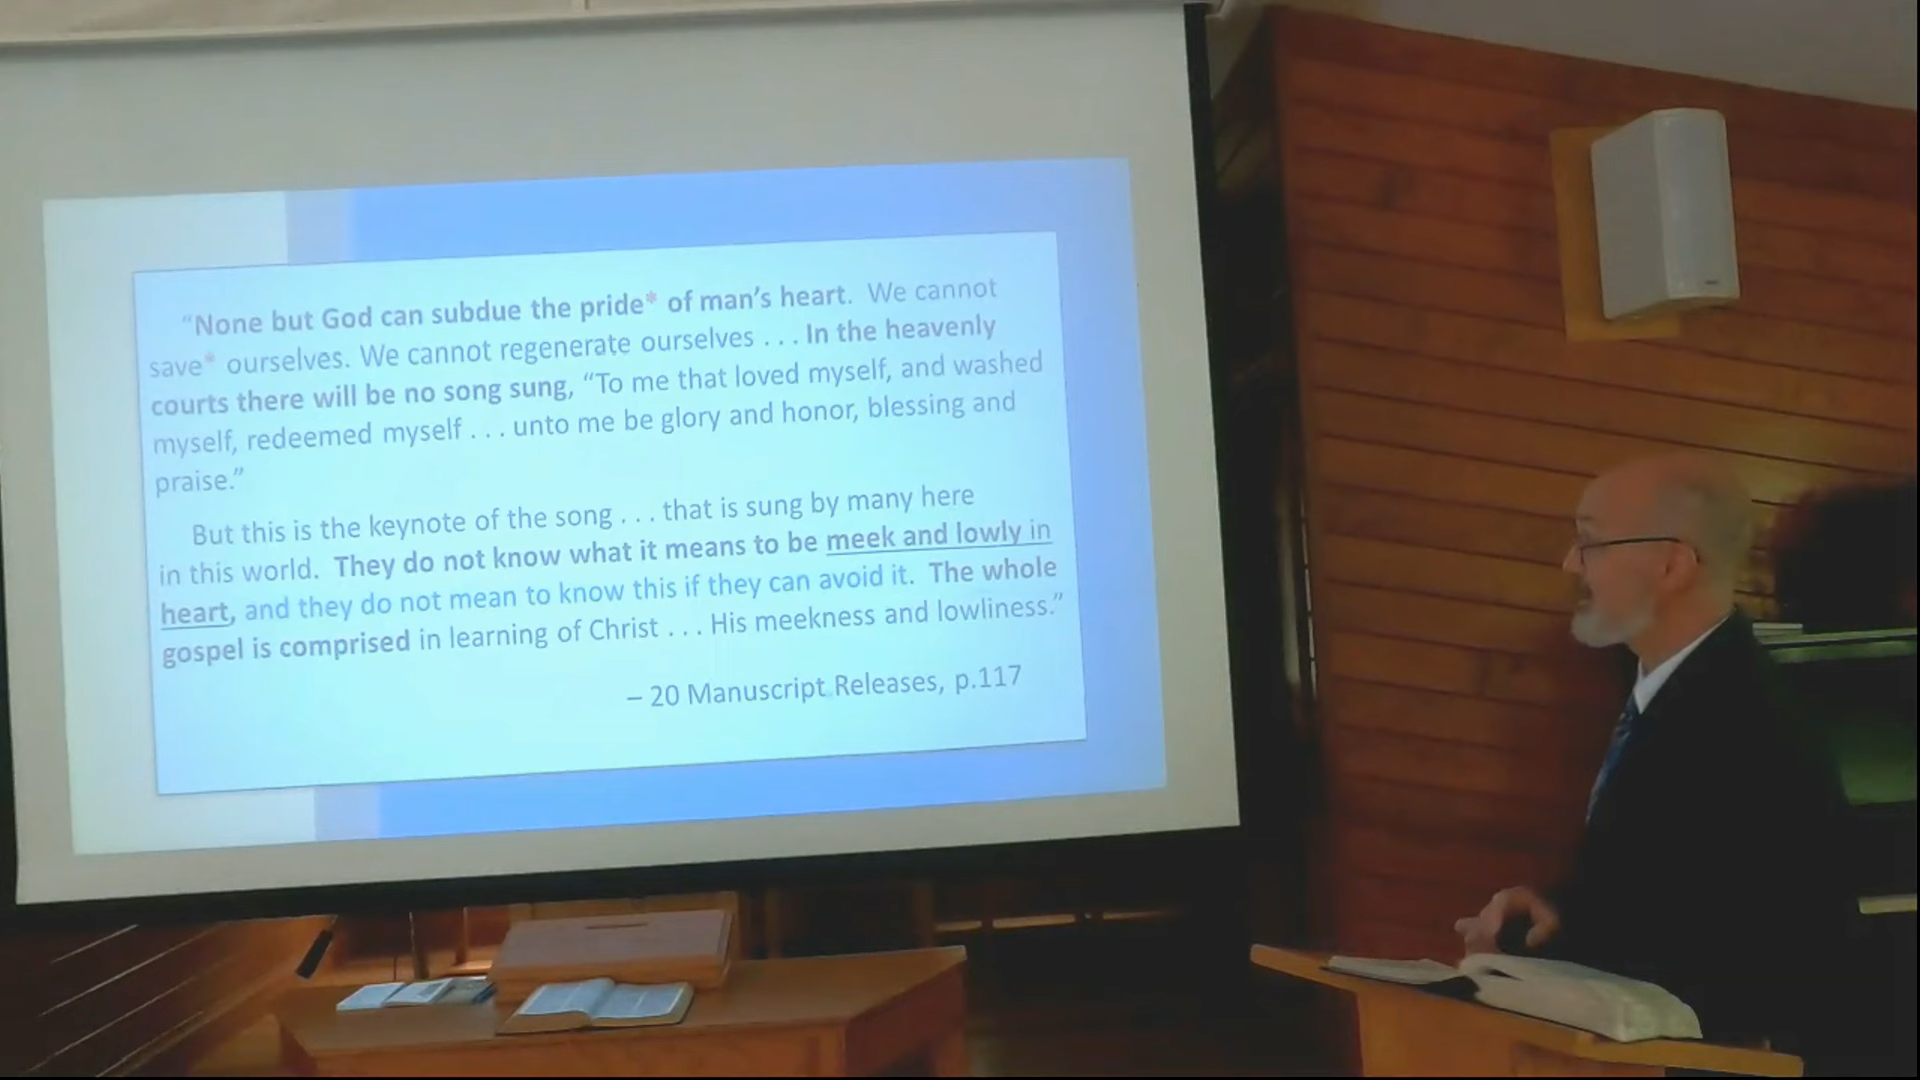 “None but God can subdue the pride* of man’s heart. We cannot
save* ourselves. We cannot regenerate ourselves . . . In the heavenly
courts there will be no song sung, “To me that loved myself, and washed
myself, redeemed myself . . . unto me be glory and honor, blessing and
praise.”
But this is the keynote of the song . . . that is sung by many here
in this world. They do not know what it means to be meek and lowly in
heart, and they do not mean to know this if they can avoid it. The whole
gospel is comprised in learning of Christ . . . His meekness and lowliness.”
– 20 Manuscript Releases, p.117